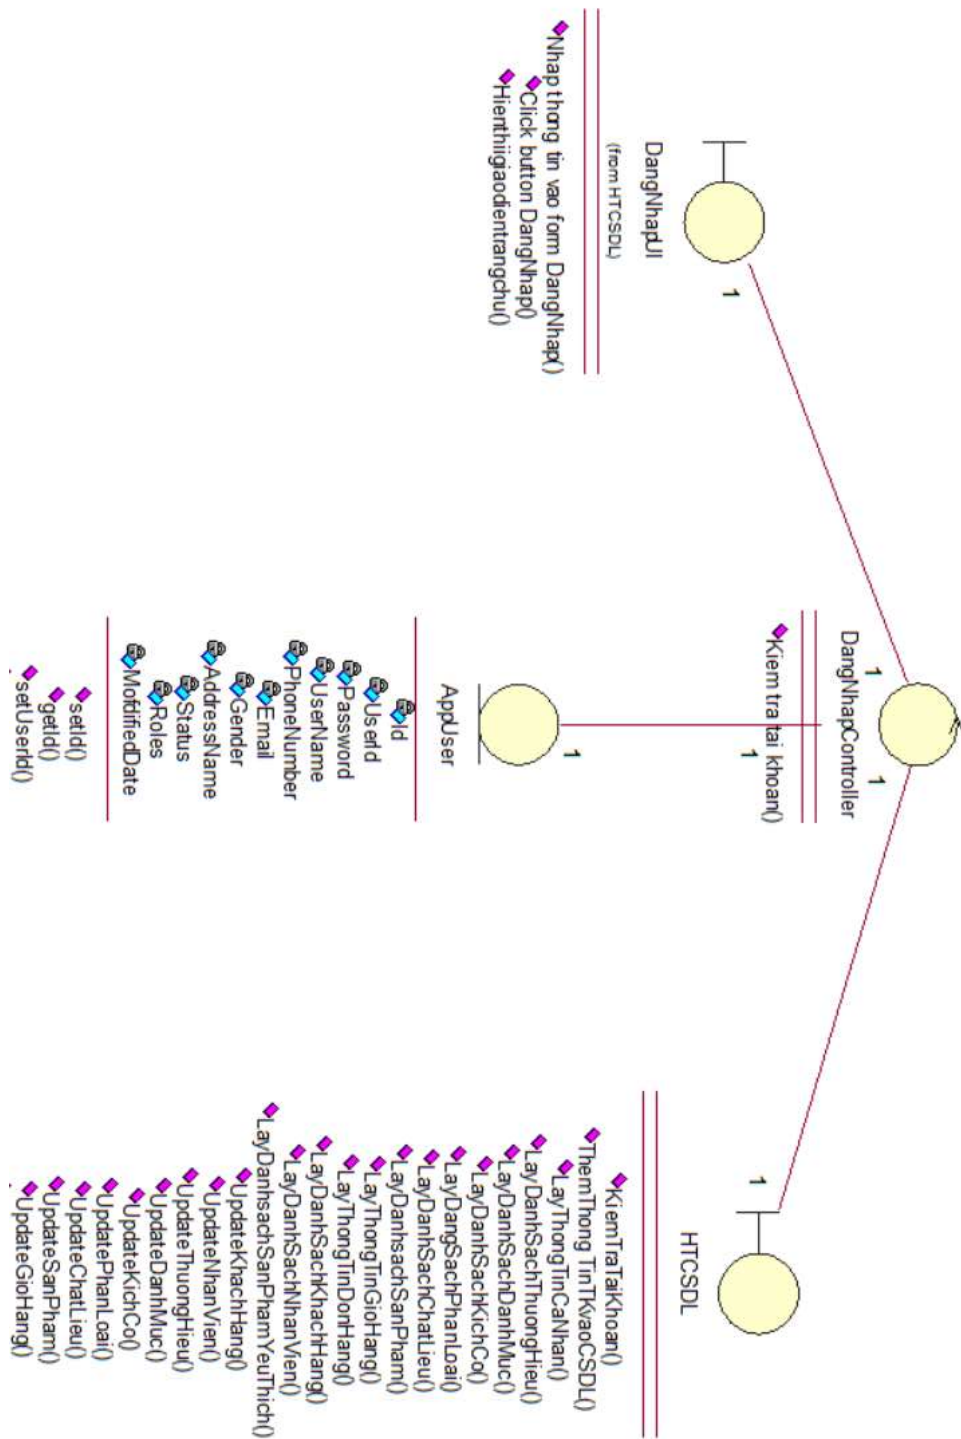 DangNhapUI
(from HTCSDL)
Nhap thong tin vao form DangNhap()
Click button DangNhap()
Hienthiigiaodientrangchu()
1
1
DangNhapController
1
Kiem tra tai khoan()
1
1
AppUser
Id
UserId
Password
UserName
PhoneNumber
Email
Gender
AddressName
Status
Roles
MofdifiedDate
setId()
getId()
setUserId()
1
HTCSDL
KiemTraTaiKhoan()
ThemThong TinTKvaoCSDL()
LayThongTinCaNhan()
LayDanhSachThuongHieu()
LayDanhSachDanhMuc()
LayDanhSachKichCo()
LayDangSachPhanLoai()
LayDanhSachChatLieu()
LayDanhsachSanPham()
LayThongTinGioHang()
LayThongTinDonHang()
LayDanhSachKhachHang()
LayDanhSachNhanVien()
LayDanhsachSanPhamYeuThich()
UpdateKhachHang()
UpdateNhanVien()
UpdateThuongHieu()
UpdateDanhMuc()
UpdateKichCo()
UpdatePhanLoai()
UpdateChatLieu()
UpdateSanPham()
UpdateGioHang()